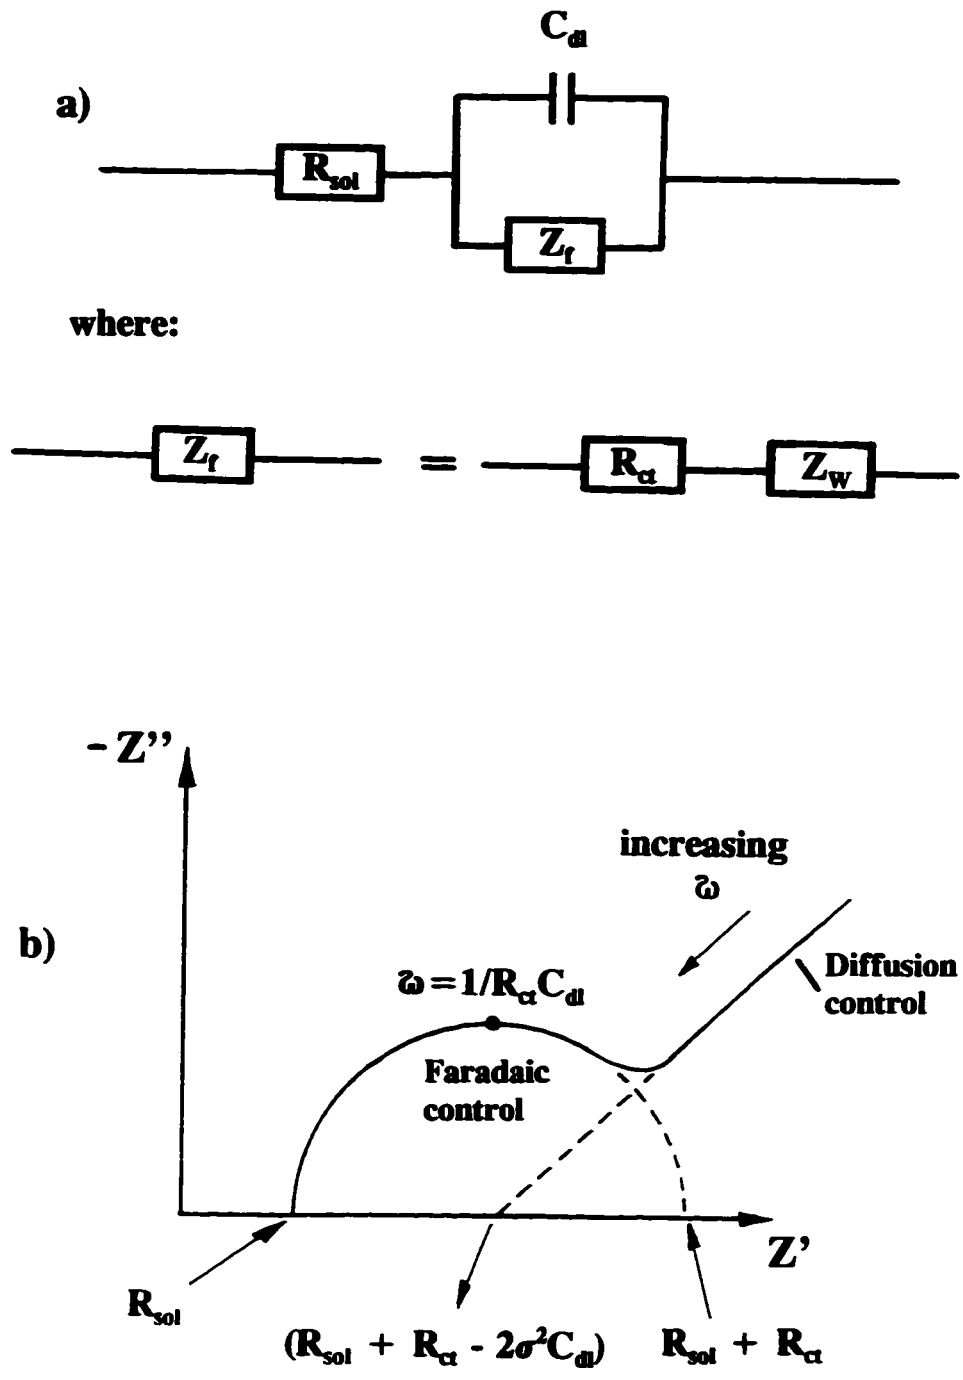 C_dl
a)
R_sol
Z_f
where:
Z_f = R_ct Z_W
- Z''
increasing
ω
b)
ω = 1/R_ct C_dl
Diffusion
control
Faradaic
control
Z'
R_sol
(R_sol + R_ct - 2σ²C_dl)
R_sol + R_ct